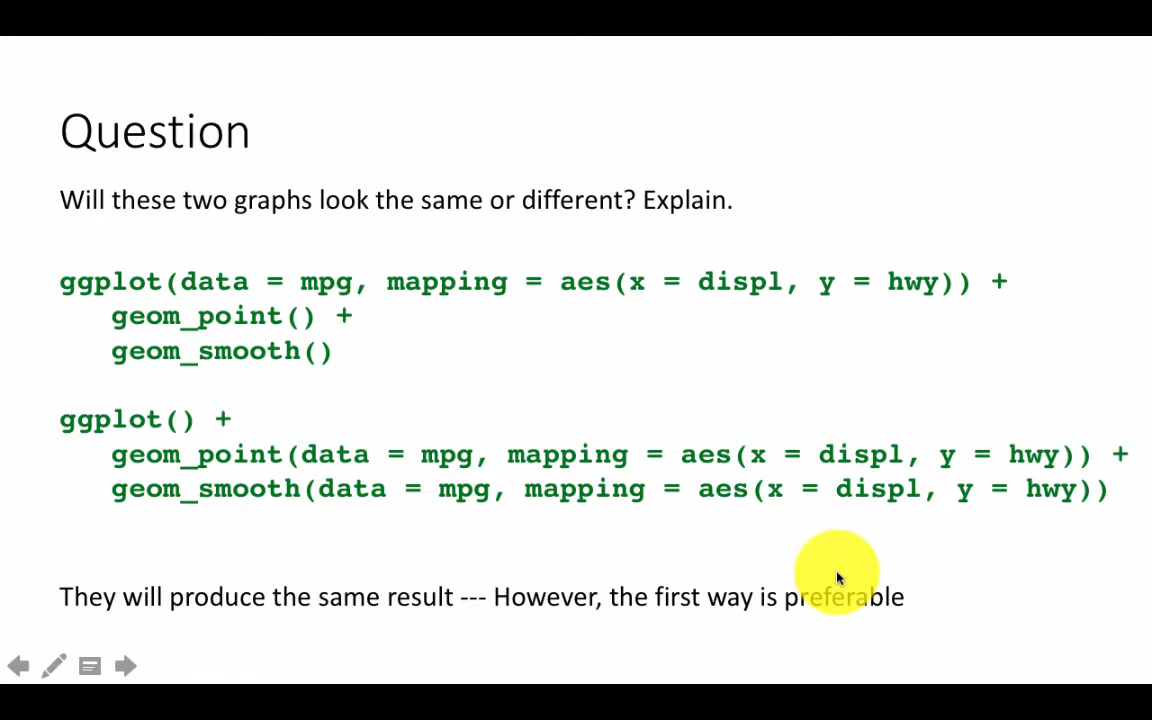 Question
Will these two graphs look the same or different? Explain.
ggplot(data = mpg, mapping = aes(x = displ, y = hwy)) +
geom_point() +
geom_smooth()
ggplot() +
geom_point(data = mpg, mapping = aes(x = displ, y = hwy)) +
geom_smooth(data = mpg, mapping = aes(x = displ, y = hwy))
They will produce the same result --- However, the first way is preferable